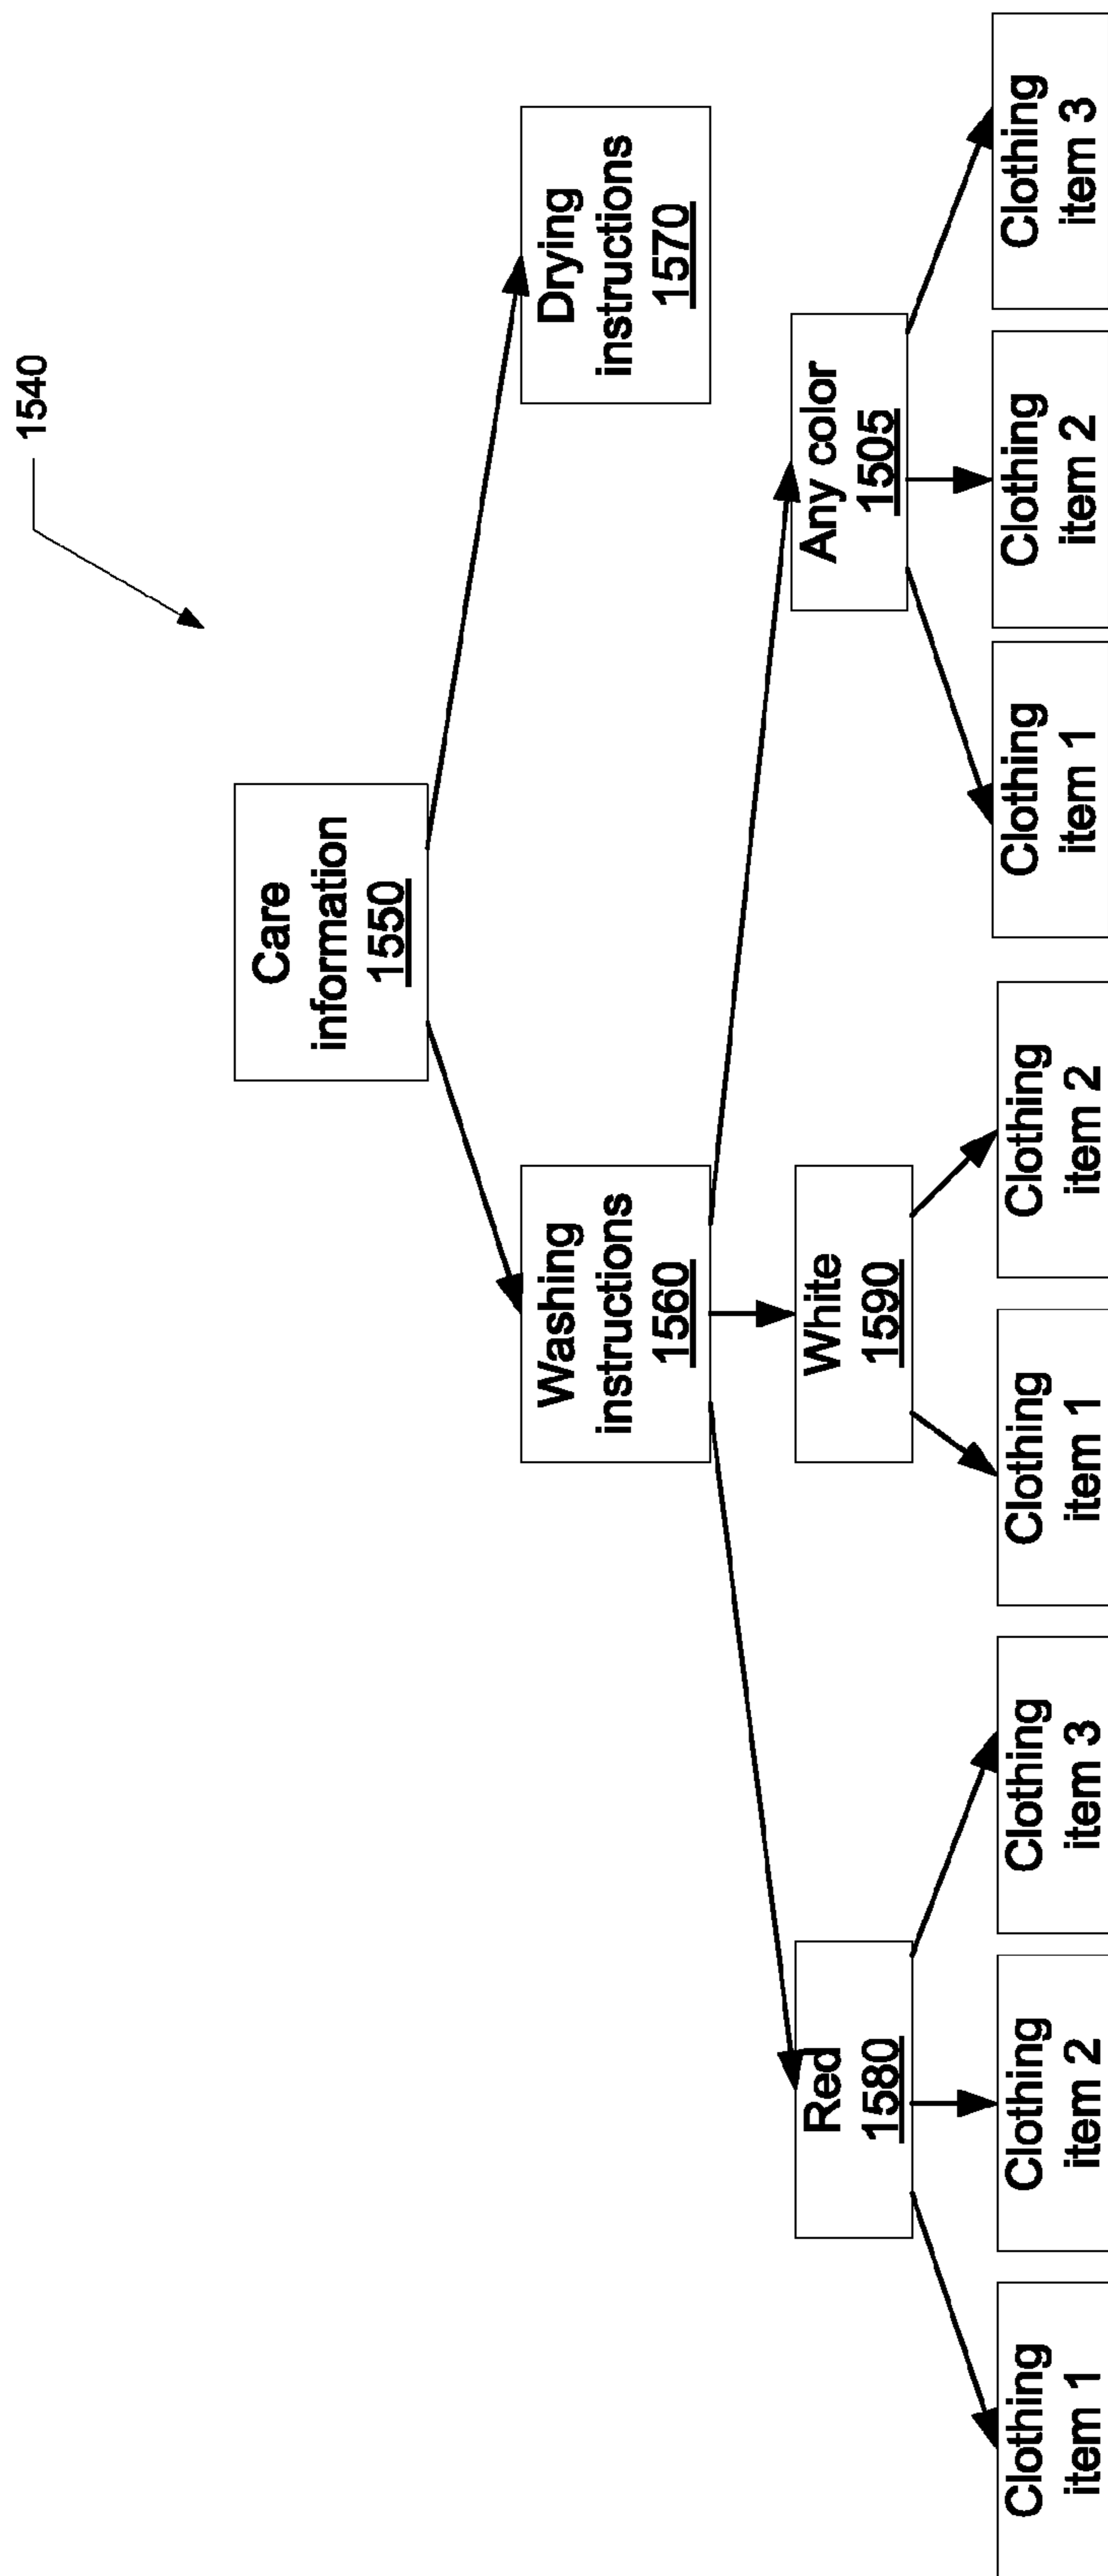 1540
Care
information
1550
Washing
instructions
1560
Drying
instructions
1570
Red
1580
White
1590
Any color
1505
Clothing
item 1
Clothing
item 2
Clothing
item 3
Clothing
item 1
Clothing
item 2
Clothing
item 1
Clothing
item 2
Clothing
item 3